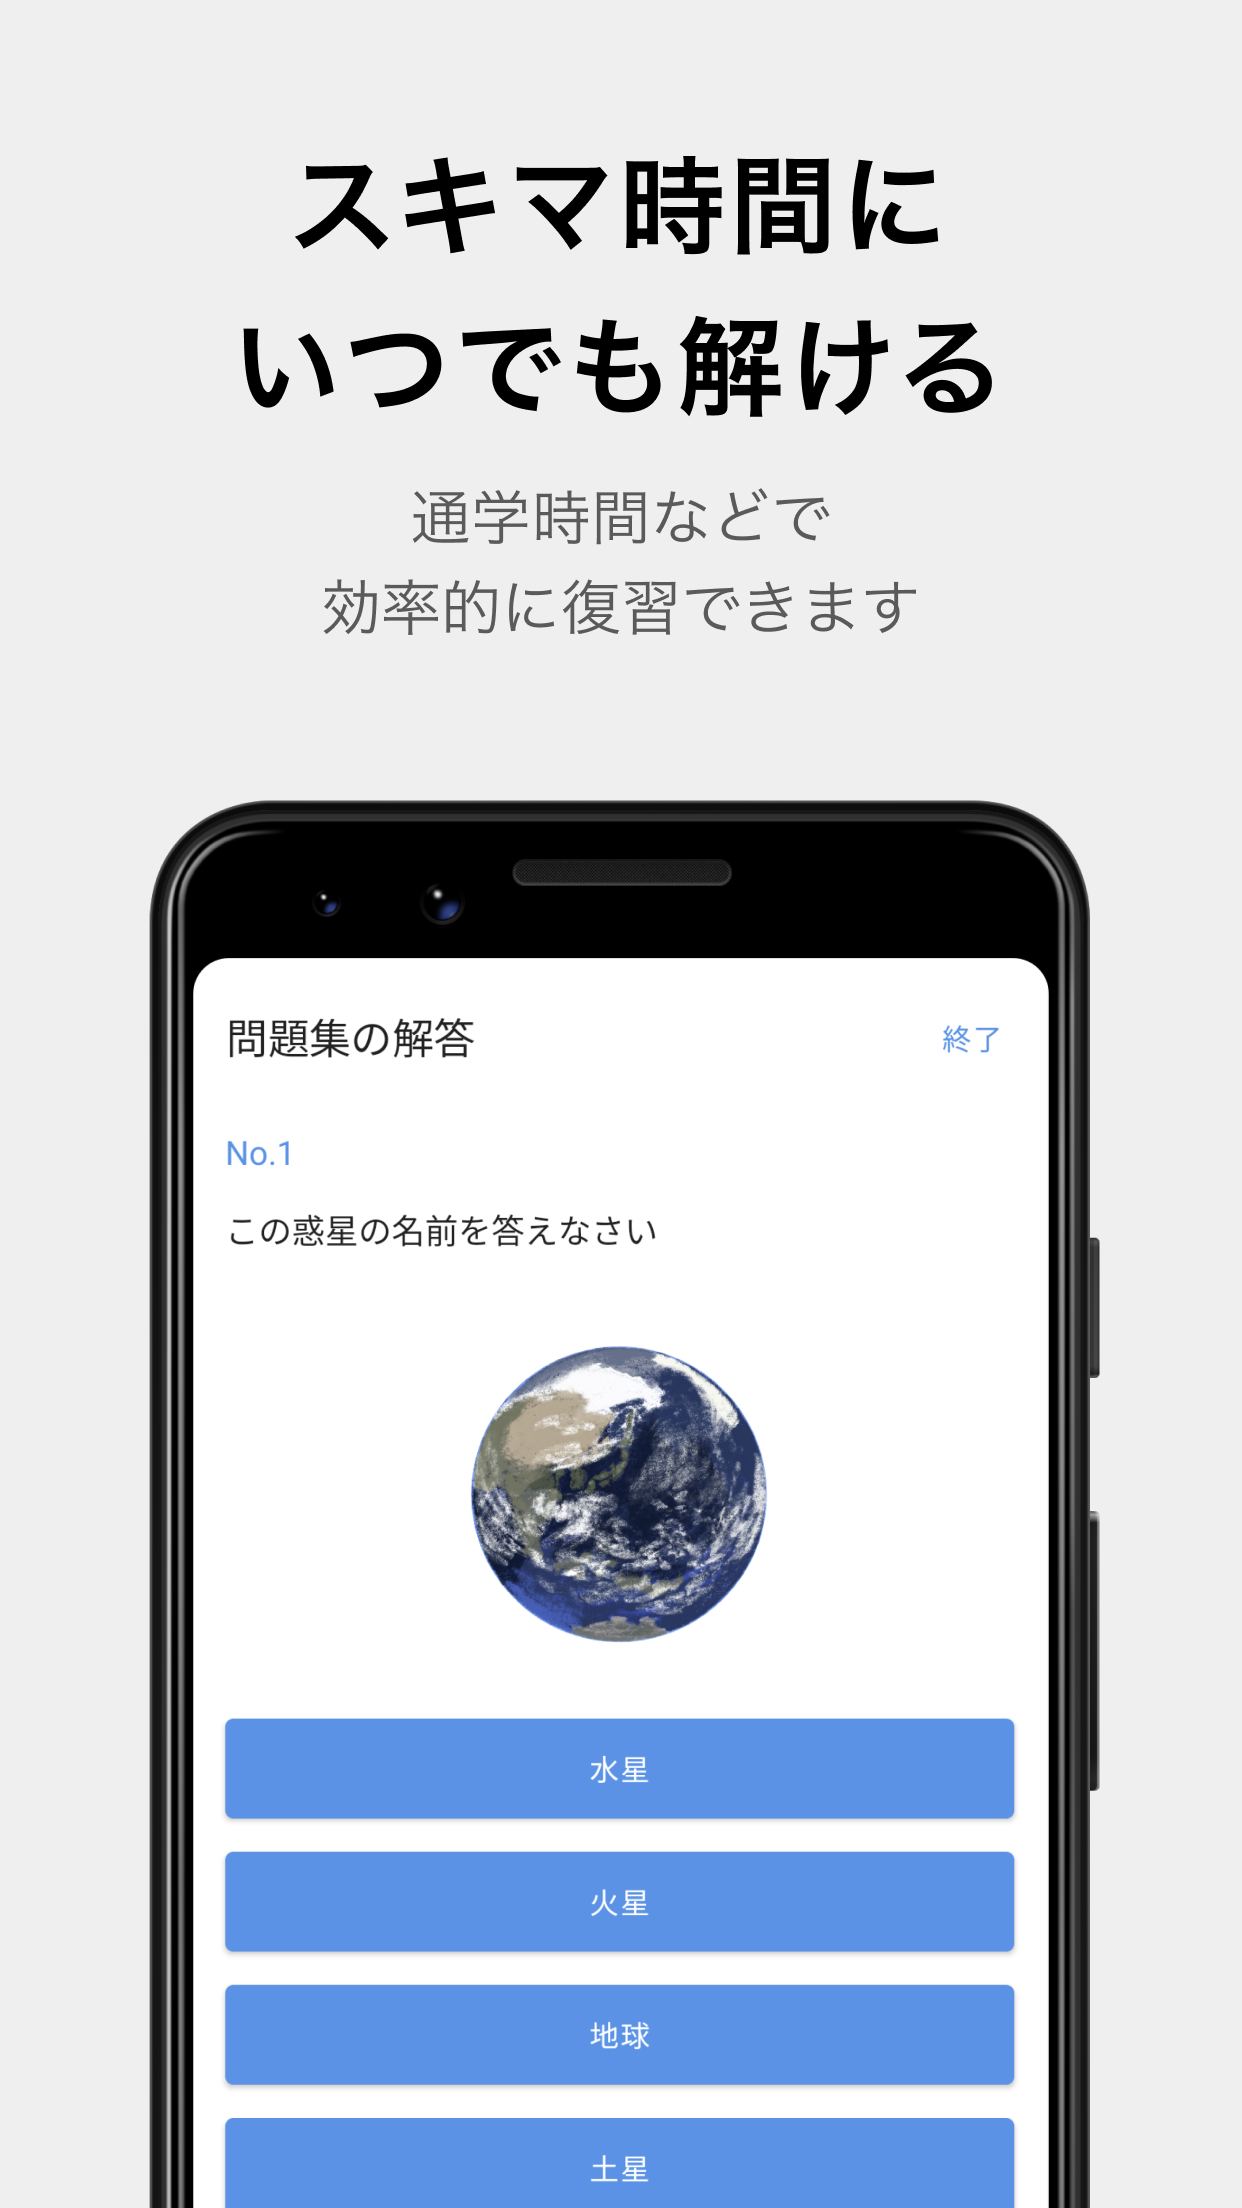 スキマ時間に
いつでも解ける
通学時間などで
効率的に復習できます
問題集の解答
終了
No.1
この惑星の名前を答えなさい
水星
火星
地球
土星